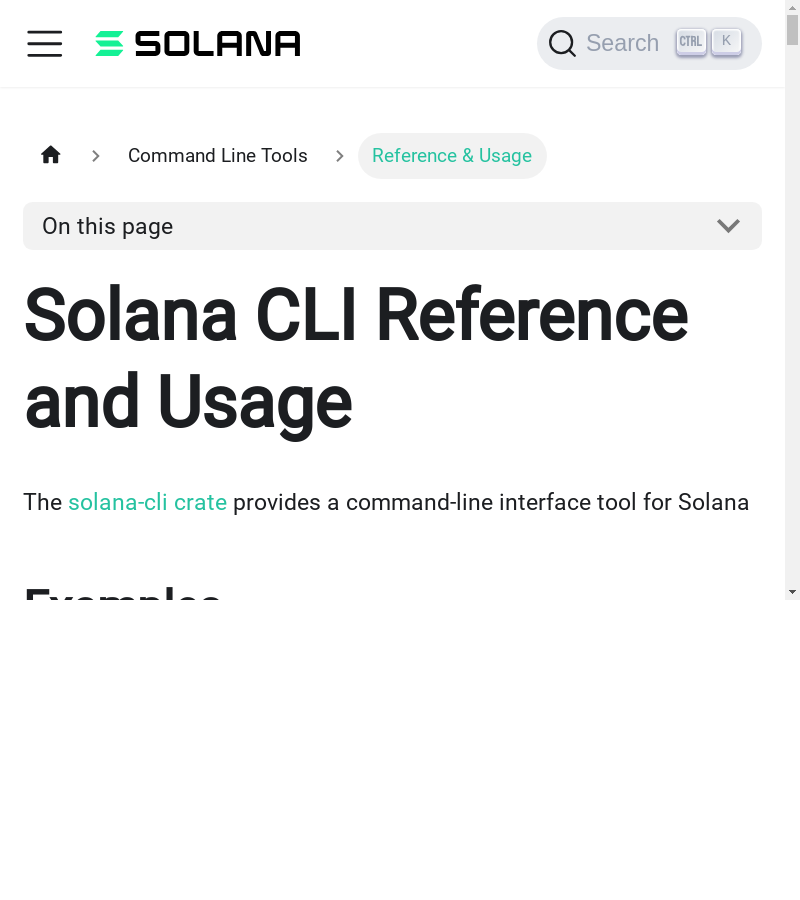 SOLANA
Search CTRL K
Command Line Tools Reference & Usage
On this page
Solana CLI Reference
and Usage
The solana-cli crate provides a command-line interface tool for Solana
Examples